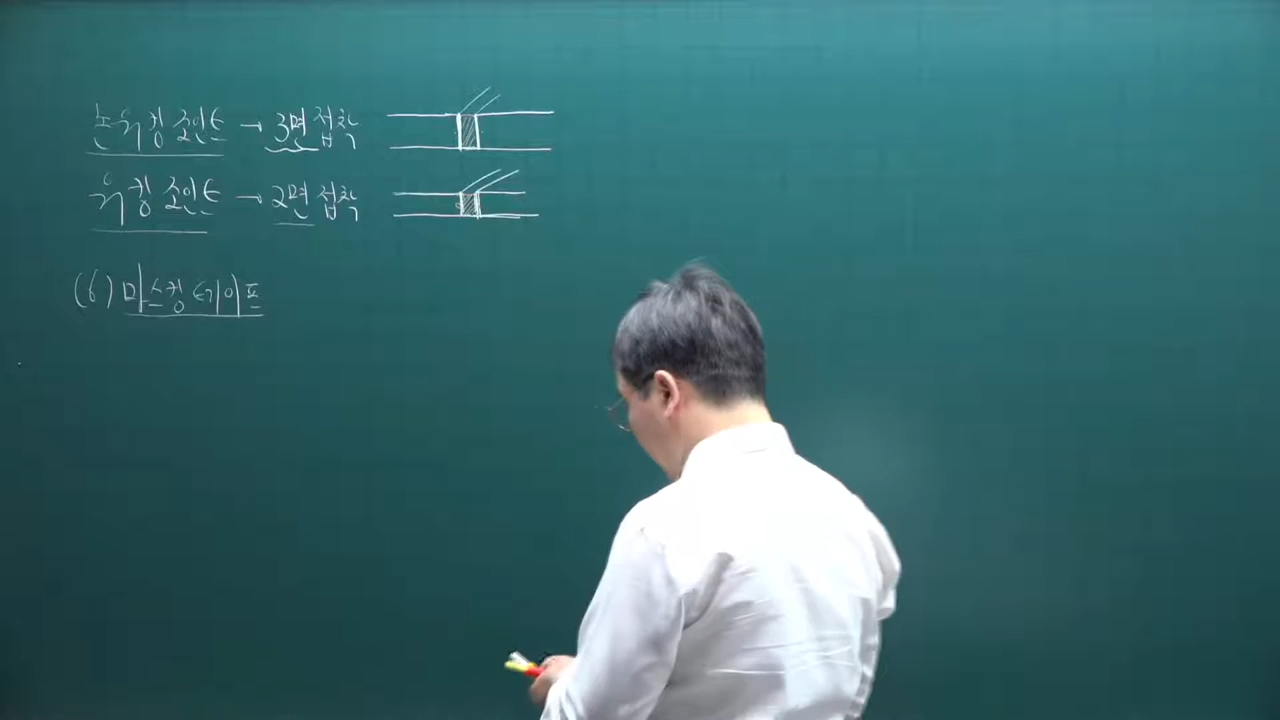 논워킹 조인트 → 3면 접착
워킹 조인트 → 2면 접착
(6) 마스킹 테이프